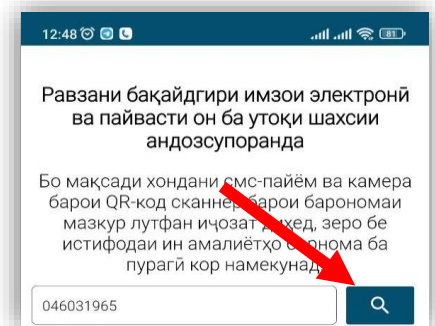 12:48 81
Равзани бақайдгири имзои электронӣ
ва пайвасти он ба утоқи шахсии
андозсупоранда
Бо мақсади хондани смс-паём ва камера
барои QR-код сканнер барои барономаи
мазкур лутфан иҷозат диҳед, зеро бе
истифодаи ин амалиётҳо барнома ба
пурагӣ кор намекунад.
046031965